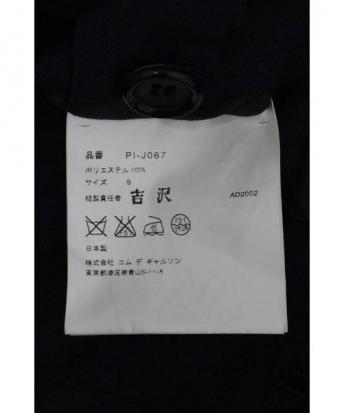 品番 PI-J067
ポリエステル 100%
サイズ S
縫製責任者 吉沢 AD2002
日本製
株式会社 コム デ ギャルソン
東京都港区南青山5-11-5